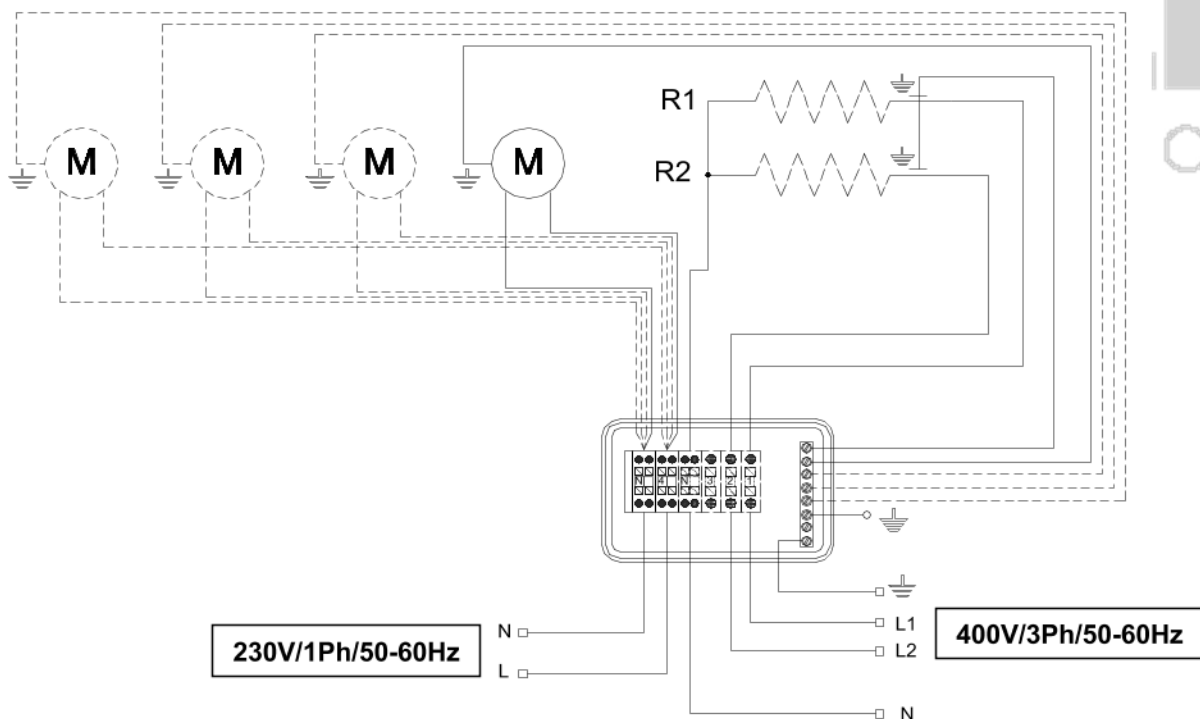 R1
R2
M M M M
N 4 N 3 2 1
N
L
230V/1Ph/50-60Hz
L1
L2
N
400V/3Ph/50-60Hz